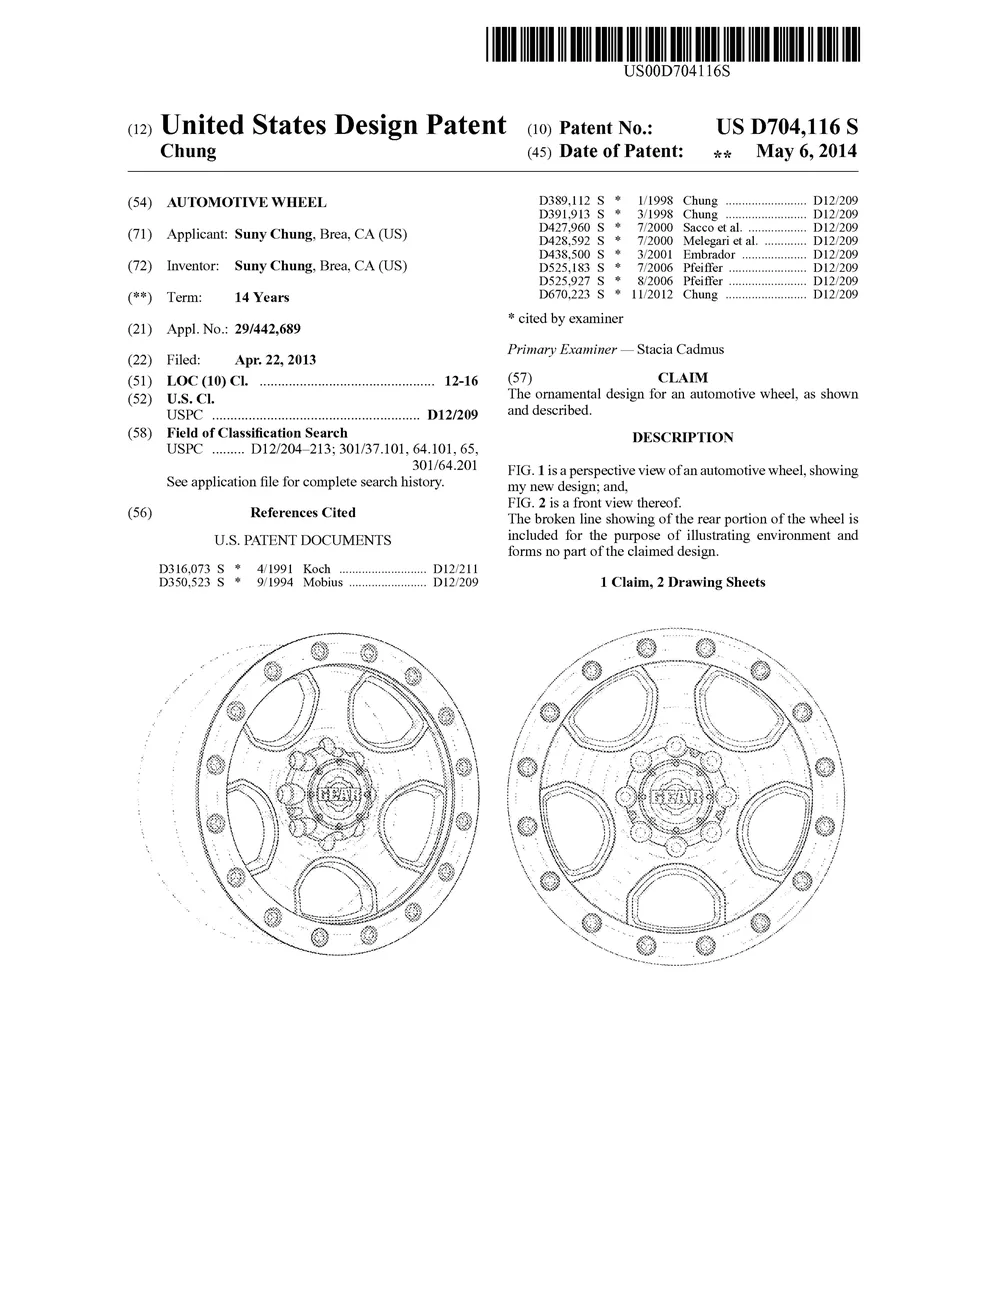 US00D704116S
(12) United States Design Patent
Chung
(10) Patent No.: US D704,116 S
(45) Date of Patent: ** May 6, 2014
(54) AUTOMOTIVE WHEEL
(71) Applicant: Suny Chung, Brea, CA (US)
(72) Inventor: Suny Chung, Brea, CA (US)
(**) Term: 14 Years
(21) Appl. No.: 29/442,689
(22) Filed: Apr. 22, 2013
(51) LOC (10) Cl. ................................................ 12-16
(52) U.S. Cl.
USPC ......................................................... D12/209
(58) Field of Classification Search
USPC ......... D12/204–213; 301/37.101, 64.101, 65,
301/64.201
See application file for complete search history.
(56) References Cited
U.S. PATENT DOCUMENTS
D316,073 S * 4/1991 Koch ........................... D12/211
D350,523 S * 9/1994 Mobius ........................ D12/209
D389,112 S * 1/1998 Chung ......................... D12/209
D391,913 S * 3/1998 Chung ......................... D12/209
D427,960 S * 7/2000 Sacco et al. .................. D12/209
D428,592 S * 7/2000 Melegari et al. ............. D12/209
D438,500 S * 3/2001 Embrador .................... D12/209
D525,183 S * 7/2006 Pfeiffer ........................ D12/209
D525,927 S * 8/2006 Pfeiffer ........................ D12/209
D670,223 S * 11/2012 Chung ......................... D12/209
* cited by examiner
Primary Examiner — Stacia Cadmus
(57) CLAIM
The ornamental design for an automotive wheel, as shown
and described.
DESCRIPTION
FIG. 1 is a perspective view of an automotive wheel, showing
my new design; and,
FIG. 2 is a front view thereof.
The broken line showing of the rear portion of the wheel is
included for the purpose of illustrating environment and
forms no part of the claimed design.
1 Claim, 2 Drawing Sheets
GEAR
GEAR